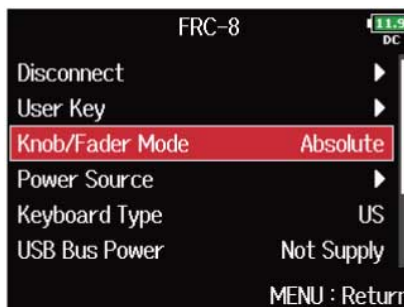 FRC-8
11.9
DC
Disconnect
User Key
Knob/Fader Mode Absolute
Power Source
Keyboard Type US
USB Bus Power Not Supply
MENU : Return